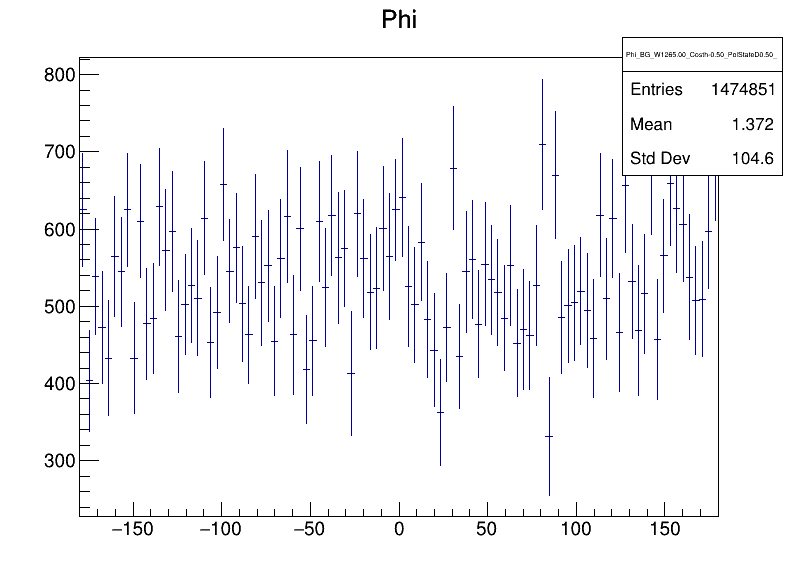 Phi
Phi_BG_W1265.00_Costh-0.50_PolStateD0.50_
Entries 1474851
Mean 1.372
Std Dev 104.6
800
700
600
500
400
300
−150 −100 −50 0 50 100 150